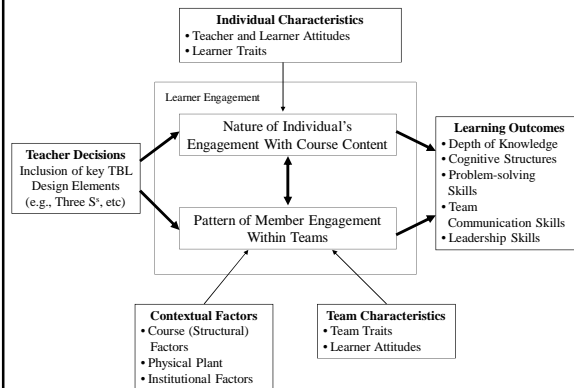 Individual Characteristics
• Teacher and Learner Attitudes
• Learner Traits
Learner Engagement
Nature of Individual's
Engagement With Course Content
Teacher Decisions
Inclusion of key TBL
Design Elements
(e.g., Three Sˢ, etc)
Learning Outcomes
• Depth of Knowledge
• Cognitive Structures
• Problem-solving
Skills
• Team
Communication Skills
• Leadership Skills
Pattern of Member Engagement
Within Teams
Contextual Factors
• Course (Structural)
Factors
• Physical Plant
• Institutional Factors
Team Characteristics
• Team Traits
• Learner Attitudes